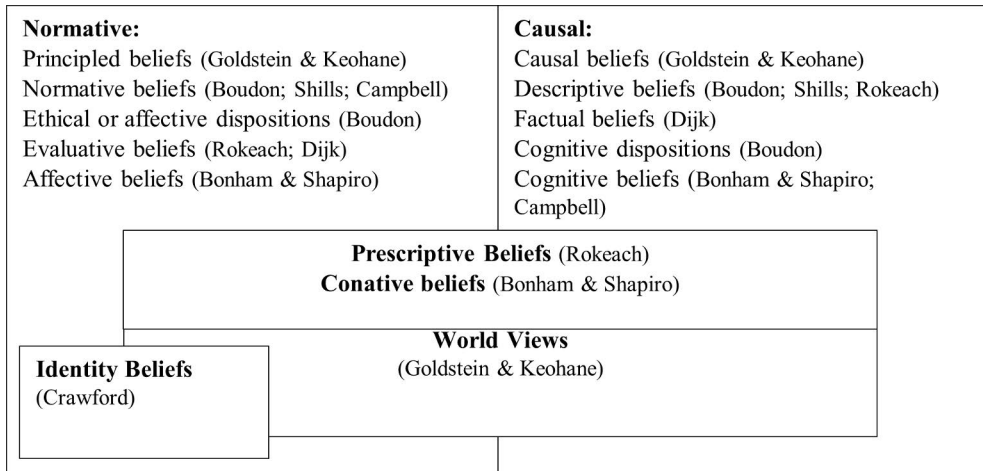 Normative:
Principled beliefs (Goldstein & Keohane)
Normative beliefs (Boudon; Shills; Campbell)
Ethical or affective dispositions (Boudon)
Evaluative beliefs (Rokeach; Dijk)
Affective beliefs (Bonham & Shapiro)
Causal:
Causal beliefs (Goldstein & Keohane)
Descriptive beliefs (Boudon; Shills; Rokeach)
Factual beliefs (Dijk)
Cognitive dispositions (Boudon)
Cognitive beliefs (Bonham & Shapiro;
Campbell)
Prescriptive Beliefs (Rokeach)
Conative beliefs (Bonham & Shapiro)
World Views
(Goldstein & Keohane)
Identity Beliefs
(Crawford)